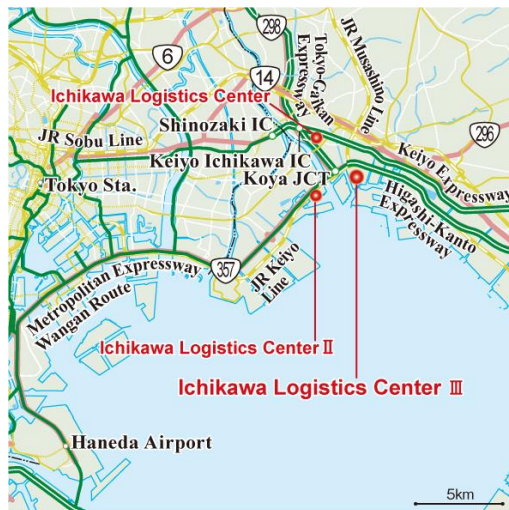 298
6
14
Tokyo-Gaikan
Expressway
JR Musashino Line
Ichikawa Logistics Center
Shinozaki IC
296
JR Sobu Line
Keiyo Ichikawa IC
Keiyo Expressway
Koya JCT
Tokyo Sta.
Higashi-Kanto
Expressway
357
JR Keiyo
Line
Metropolitan Expressway
Wangan Route
Ichikawa Logistics Center Ⅱ
Ichikawa Logistics Center Ⅲ
Haneda Airport
5km